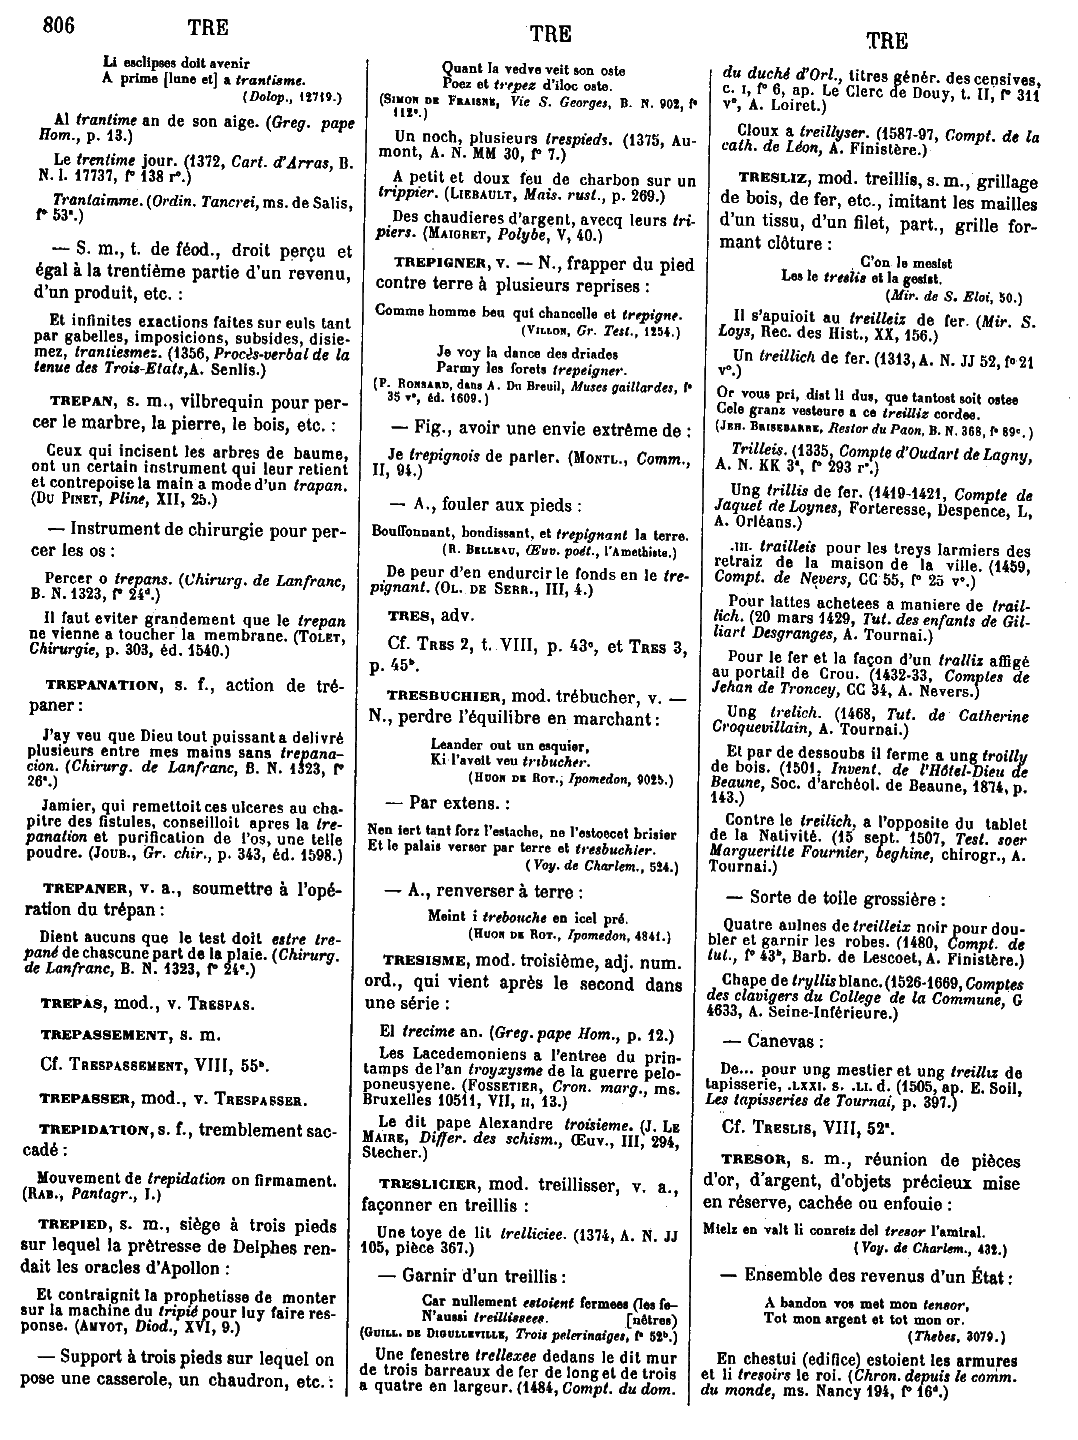 806 TRE
TRE
TRE
Li esclipses doit avenir
A prime [lune et] a trantisme.
(Dolop., 12719.)
Al trantime an de son aige. (Greg. pape
Hom., p. 13.)
Le trentime jour. (1372, Cart. d'Arras, B.
N. l. 17737, f° 138 r°.)
Trantaimme. (Ordin. Tancrei, ms. de Salis,
f° 53ª.)
— S. m., t. de féod., droit perçu et
égal à la trentième partie d'un revenu,
d'un produit, etc. :
Et infinites exactions faites sur euls tant
par gabelles, imposicions, subsides, disie-
mez, trantiesmez. (1356, Procès-verbal de la
tenue des Trois-Etats, A. Senlis.)
TREPAN, s. m., vilbrequin pour per-
cer le marbre, la pierre, le bois, etc. :
Ceux qui incisent les arbres de baume,
ont un certain instrument qui leur retient
et contrepoise la main a mode d'un trapan.
(DU PINET, Pline, XII, 25.)
— Instrument de chirurgie pour per-
cer les os :
Percer o trepans. (Chirurg. de Lanfranc,
B. N. 1323, f° 24ᵈ.)
Il faut eviter grandement que le trepan
ne vienne a toucher la membrane. (TOLET,
Chirurgie, p. 303, éd. 1540.)
TREPANATION, s. f., action de tré-
paner :
J'ay veu que Dieu tout puissant a delivré
plusieurs entre mes mains sans trepana-
cion. (Chirurg. de Lanfranc, B. N. 1323, f°
26ᵃ.)
Jamier, qui remettoit ces ulceres au cha-
pitre des fistules, conseilloit apres la tre-
panation et purification de l'os, une telle
poudre. (JOUB., Gr. chir., p. 343, éd. 1598.)
TREPANER, v. a., soumettre à l'opé-
ration du trépan :
Dient aucuns que le test doit estre tre-
pané de chascune part de la plaie. (Chirurg.
de Lanfranc, B. N. 1323, f° 24ᵃ.)
TREPAS, mod., v. TRESPAS.
TREPASSEMENT, s. m.
Cf. TRESPASSEMENT, VIII, 55ᵇ.
TREPASSER, mod., v. TRESPASSER.
TREPIDATION, s. f., tremblement sac-
cadé :
Mouvement de trepidation on firmament.
(RAB., Pantagr., I.)
TREPIED, s. m., siège à trois pieds
sur lequel la prêtresse de Delphes ren-
dait les oracles d'Apollon :
Et contraignit la prophetisse de monter
sur la machine du tripié pour luy faire res-
ponse. (AMYOT, Diod., XVI, 9.)
— Support à trois pieds sur lequel on
pose une casserole, un chaudron, etc. :
Quant la vedve veit son oste
Poez et trepez d'iloc oste.
(SIMON DE FRAISNE, Vie S. Georges, B. N. 902, f°
112ᵃ.)
Un noch, plusieurs trespieds. (1375, Au-
mont, A. N. MM 30, f° 7.)
A petit et doux feu de charbon sur un
trippier. (LIEBAULT, Mais. rust., p. 269.)
Des chaudieres d'argent, avecq leurs tri-
piers. (MAIGRET, Polybe, V, 40.)
TREPIGNER, v. — N., frapper du pied
contre terre à plusieurs reprises :
Comme homme beu qui chancelle et trepigne.
(VILLON, Gr. Test., 1254.)
Je voy la dance des driades
Parmy les forets trepeigner.
(P. RONSARD, dans A. Du Breuil, Muses gaillardes, f°
35 v°, éd. 1609.)
— Fig., avoir une envie extrême de :
Je trepignois de parler. (MONTL., Comm.,
II, 94.)
— A., fouler aux pieds :
Bouffonnant, bondissant, et trepignant la terre.
(R. BELLEAU, Œuv. poét., l'Amethiste.)
De peur d'en endurcir le fonds en le tre-
pignant. (OL. DE SERR., III, 4.)
TRES, adv.
Cf. TRES 2, t. VIII, p. 43ᶜ, et TRES 3,
p. 45ᵇ.
TRESBUCHIER, mod. trébucher, v. —
N., perdre l'équilibre en marchant :
Leander out un esquier,
Ki l'aveit veu tribucher.
(HUON DE ROT., Ipomedon, 9025.)
— Par extens. :
Nen iert tant forz l'estache, ne l'estoecet brisier
Et le palais verser par terre et tresbuchier.
(Voy. de Charlem., 524.)
— A., renverser à terre :
Meint i trebouche en icel pré.
(HUON DE ROT., Ipomedon, 4841.)
TRESISME, mod. troisième, adj. num.
ord., qui vient après le second dans
une série :
El trecime an. (Greg. pape Hom., p. 12.)
Les Lacedemoniens a l'entree du prin-
tamps de l'an troyxysme de la guerre pelo-
poneusyene. (FOSSETIER, Cron. marg., ms.
Bruxelles 10511, VII, II, 13.)
Le dit pape Alexandre troisieme. (J. LE
MAIRE, Differ. des schism., Œuv., III, 294,
Stecher.)
TRESLICIER, mod. treillisser, v. a.,
façonner en treillis :
Une toye de lit trelliciee. (1374, A. N. JJ
105, pièce 367.)
— Garnir d'un treillis :
Car nullement estoient fermees (les fe-
N'aussi treillissees. [nêtres)
(GUILL. DE DIGULLEVILLE, Trois pelerinaiges, f° 52ᵇ.)
Une fenestre trellexee dedans le dit mur
de trois barreaux de fer de long et de trois
a quatre en largeur. (1484, Compt. du dom.
du duché d'Orl., titres génér. des censives,
c. I, f° 6, ap. Le Clerc de Douy, t. II, f° 311
v°, A. Loiret.)
Cloux a treillyser. (1587-97, Compt. de la
cath. de Léon, A. Finistère.)
TRESLIZ, mod. treillis, s. m., grillage
de bois, de fer, etc., imitant les mailles
d'un tissu, d'un filet, part., grille for-
mant clôture :
C'on le mesist
Les le treslis et la gesist.
(Mir. de S. Eloi, 50.)
Il s'apuioit au treilleiz de fer. (Mir. S.
Loys, Rec. des Hist., XX, 156.)
Un treillich de fer. (1313, A. N. JJ 52, f° 21
v°.)
Or vous pri, dist li dus, que tantost soit ostee
Cele granz vesteure a ce treilliz cordee.
(JEH. BRISEBARRE, Restor du Paon, B. N. 368, f° 89ᶜ.)
Trilleis. (1335, Compte d'Oudart de Lagny,
A. N. KK 3ᵃ, f° 293 r°.)
Ung trillis de fer. (1419-1421, Compte de
Jaquet de Loynes, Forteresse, Despence, L,
A. Orléans.)
.III. trailleis pour les treys larmiers des
retraiz de la maison de la ville. (1459,
Compt. de Nevers, CC 55, f° 25 v°.)
Pour lattes achetees a maniere de trail-
lich. (20 mars 1429, Tut. des enfants de Gil-
liart Desgranges, A. Tournai.)
Pour le fer et la façon d'un tralliz affigé
au portail de Crou. (1432-33, Comptes de
Jehan de Troncey, CC 34, A. Nevers.)
Ung trelich. (1468, Tut. de Catherine
Croquevillain, A. Tournai.)
Et par de dessoubs il ferme a ung troilly
de bois. (1501, Invent. de l'Hôtel-Dieu de
Beaune, Soc. d'archéol. de Beaune, 1874, p.
143.)
Contre le treilich, a l'opposite du tablet
de la Nativité. (15 sept. 1507, Test. soer
Marguerilte Fournier, beghine, chirogr., A.
Tournai.)
— Sorte de toile grossière :
Quatre aulnes de treilleix noir pour dou-
bler et garnir les robes. (1480, Compt. de
tut., f° 43ᵇ, Barb. de Lescoet, A. Finistère.)
Chape de tryllis blanc. (1526-1669, Comptes
des clavigers du College de la Commune, G
4633, A. Seine-Inférieure.)
— Canevas :
De... pour ung mestier et ung treilliz de
tapisserie, .LXXI. s. .LI. d. (1505, ap. E. Soil,
Les tapisseries de Tournai, p. 397.)
Cf. TRESLIS, VIII, 52ᵃ.
TRESOR, s. m., réunion de pièces
d'or, d'argent, d'objets précieux mise
en réserve, cachée ou enfouie :
Mielz en valt li conreiz del tresor l'amiral.
(Voy. de Charlem., 432.)
— Ensemble des revenus d'un État :
A bandon vos met mon tensor,
Tot mon argent et tot mon or.
(Thebes, 3079.)
En chestui (edifice) estoient les armures
et li tresoirs le roi. (Chron. depuis le comm.
du monde, ms. Nancy 194, f° 16ᵈ.)